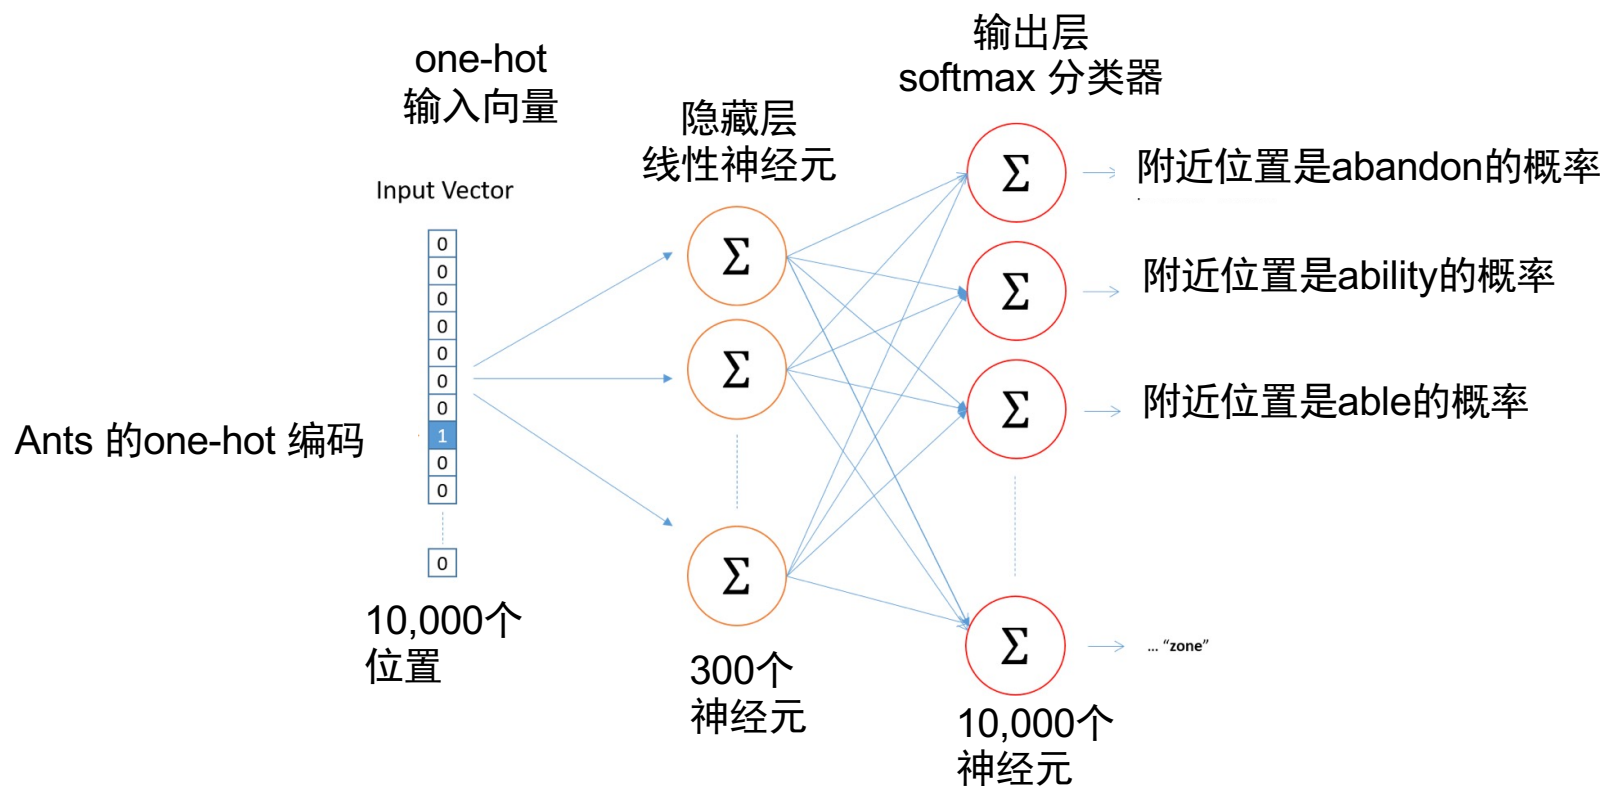 one-hot
输入向量
Input Vector
0
0
0
0
0
0
0
1
0
0
0
Ants 的one-hot 编码
10,000个
位置
隐藏层
线性神经元
Σ
Σ
Σ
300个
神经元
输出层
softmax 分类器
Σ
Σ
Σ
Σ
10,000个
神经元
附近位置是abandon的概率
附近位置是ability的概率
附近位置是able的概率
... “zone”